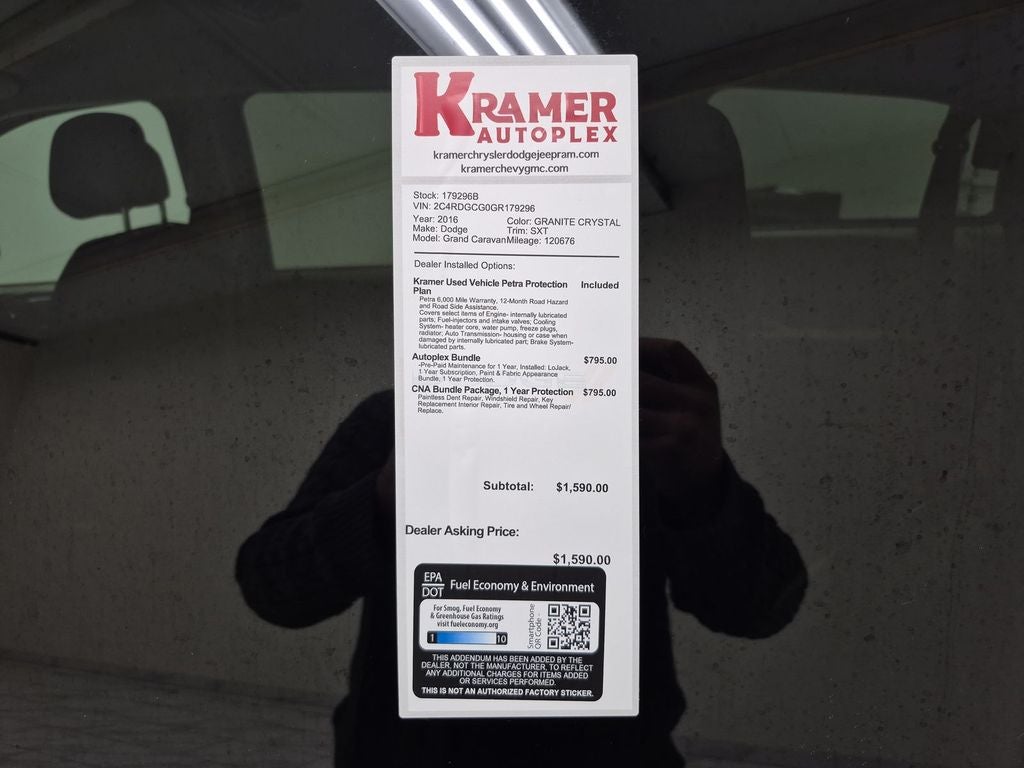 KRAMER
AUTOPLEX
kramerchryslerdodgejeepram.com
kramerchevygmc.com
Stock: 179296B
VIN: 2C4RDGCG0GR179296
Year: 2016 Color: GRANITE CRYSTAL
Make: Dodge Trim: SXT
Model: Grand Caravan Mileage: 120676
Dealer Installed Options:
Kramer Used Vehicle Petra Protection Included
Plan
Petra 6,000 Mile Warranty, 12-Month Road Hazard
and Road Side Assistance.
Covers select items of Engine- internally lubricated
parts; Fuel-injectors and intake valves; Cooling
System- heater core, water pump, freeze plugs,
radiator; Auto Transmission- housing or case when
damaged by internally lubricated part; Brake System-
lubricated parts.
Autoplex Bundle $795.00
-Pre-Paid Maintenance for 1 Year, Installed: LoJack,
1 Year Subscription, Paint & Fabric Appearance
Bundle, 1 Year Protection.
CNA Bundle Package, 1 Year Protection $795.00
Paintless Dent Repair, Windshield Repair, Key
Replacement Interior Repair, Tire and Wheel Repair/
Replace.
Subtotal: $1,590.00
Dealer Asking Price:
$1,590.00
EPA
DOT
Fuel Economy & Environment
For Smog, Fuel Economy
& Greenhouse Gas Ratings
visit fueleconomy.org
1 10
Smartphone
QR Code -
THIS ADDENDUM HAS BEEN ADDED BY THE
DEALER, NOT THE MANUFACTURER, TO REFLECT
ANY ADDITIONAL CHARGES FOR ITEMS ADDED
OR SERVICES PERFORMED.
THIS IS NOT AN AUTHORIZED FACTORY STICKER.